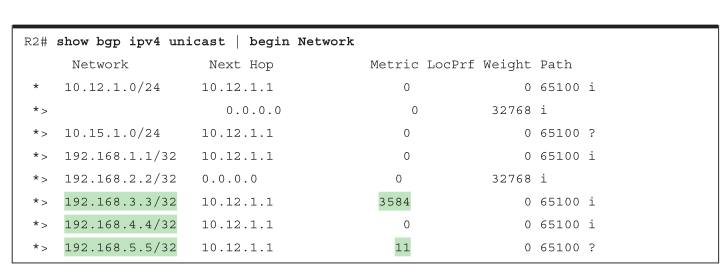 R2# show bgp ipv4 unicast | begin Network
Network Next Hop Metric LocPrf Weight Path
* 10.12.1.0/24 10.12.1.1 0 0 65100 i
*> 0.0.0.0 0 32768 i
*> 10.15.1.0/24 10.12.1.1 0 0 65100 ?
*> 192.168.1.1/32 10.12.1.1 0 0 65100 i
*> 192.168.2.2/32 0.0.0.0 0 32768 i
*> 192.168.3.3/32 10.12.1.1 3584 0 65100 i
*> 192.168.4.4/32 10.12.1.1 0 0 65100 i
*> 192.168.5.5/32 10.12.1.1 11 0 65100 ?